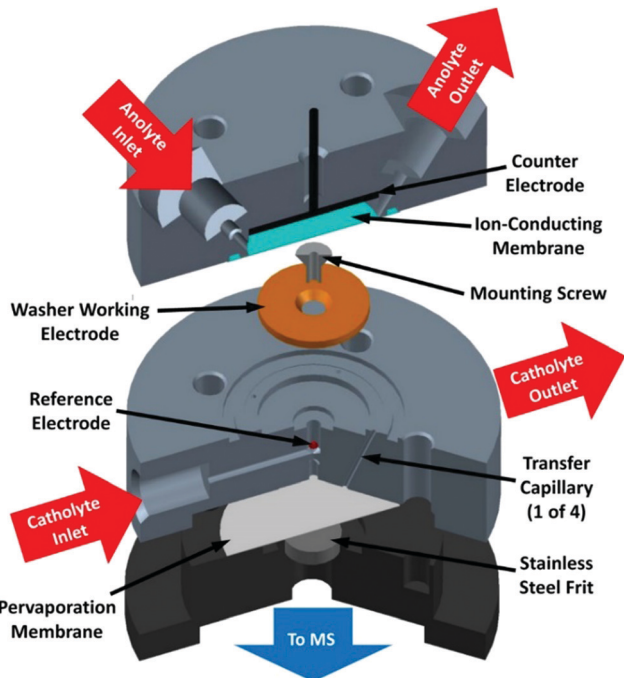 Anolyte
Inlet
Anolyte
Outlet
Counter
Electrode
Ion-Conducting
Membrane
Mounting Screw
Washer Working
Electrode
Reference
Electrode
Catholyte
Outlet
Transfer
Capillary
(1 of 4)
Catholyte
Inlet
Stainless
Steel Frit
Pervaporation
Membrane
To MS